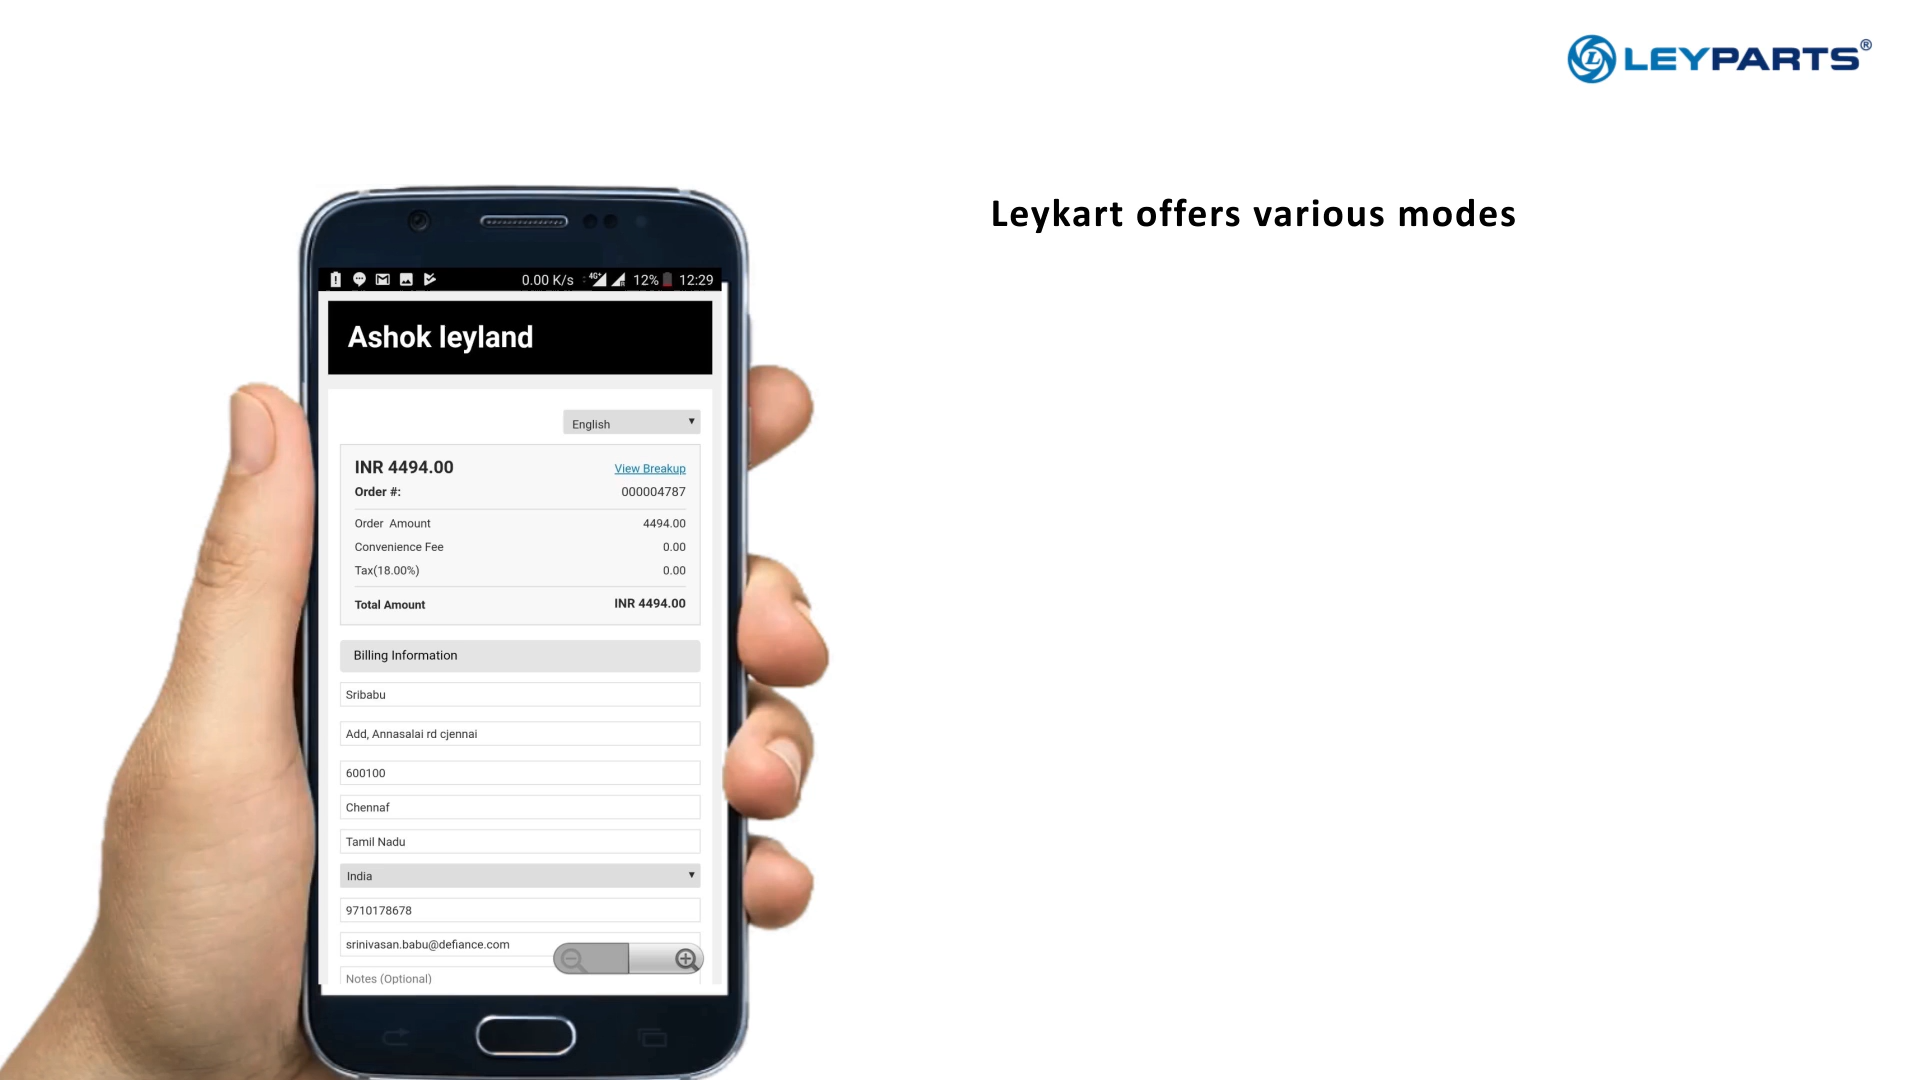 LEYPARTS®
Leykart offers various modes
0.00 K/s 4G+ 12% 12:29
Ashok leyland
English
INR 4494.00 View Breakup
Order #: 000004787
Order Amount 4494.00
Convenience Fee 0.00
Tax(18.00%) 0.00
Total Amount INR 4494.00
Billing Information
Sribabu
Add, Annasalai rd cjennai
600100
Chennaf
Tamil Nadu
India
9710178678
srinivasan.babu@defiance.com
Notes (Optional)